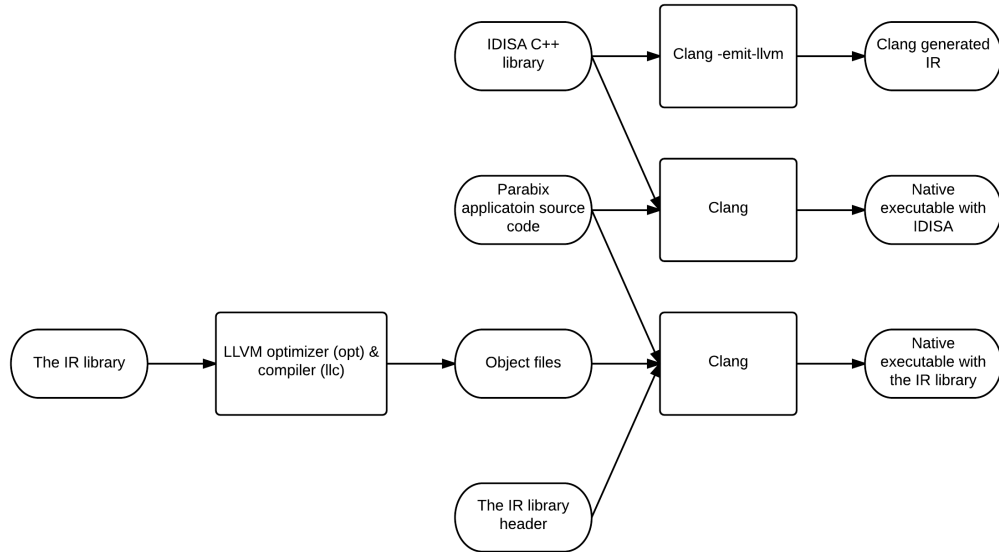 IDISA C++
library
Clang -emit-llvm
Clang generated
IR
Parabix
applicatoin source
code
Clang
Native
executable with
IDISA
The IR library
LLVM optimizer (opt) &
compiler (llc)
Object files
Clang
Native
executable with
the IR library
The IR library
header